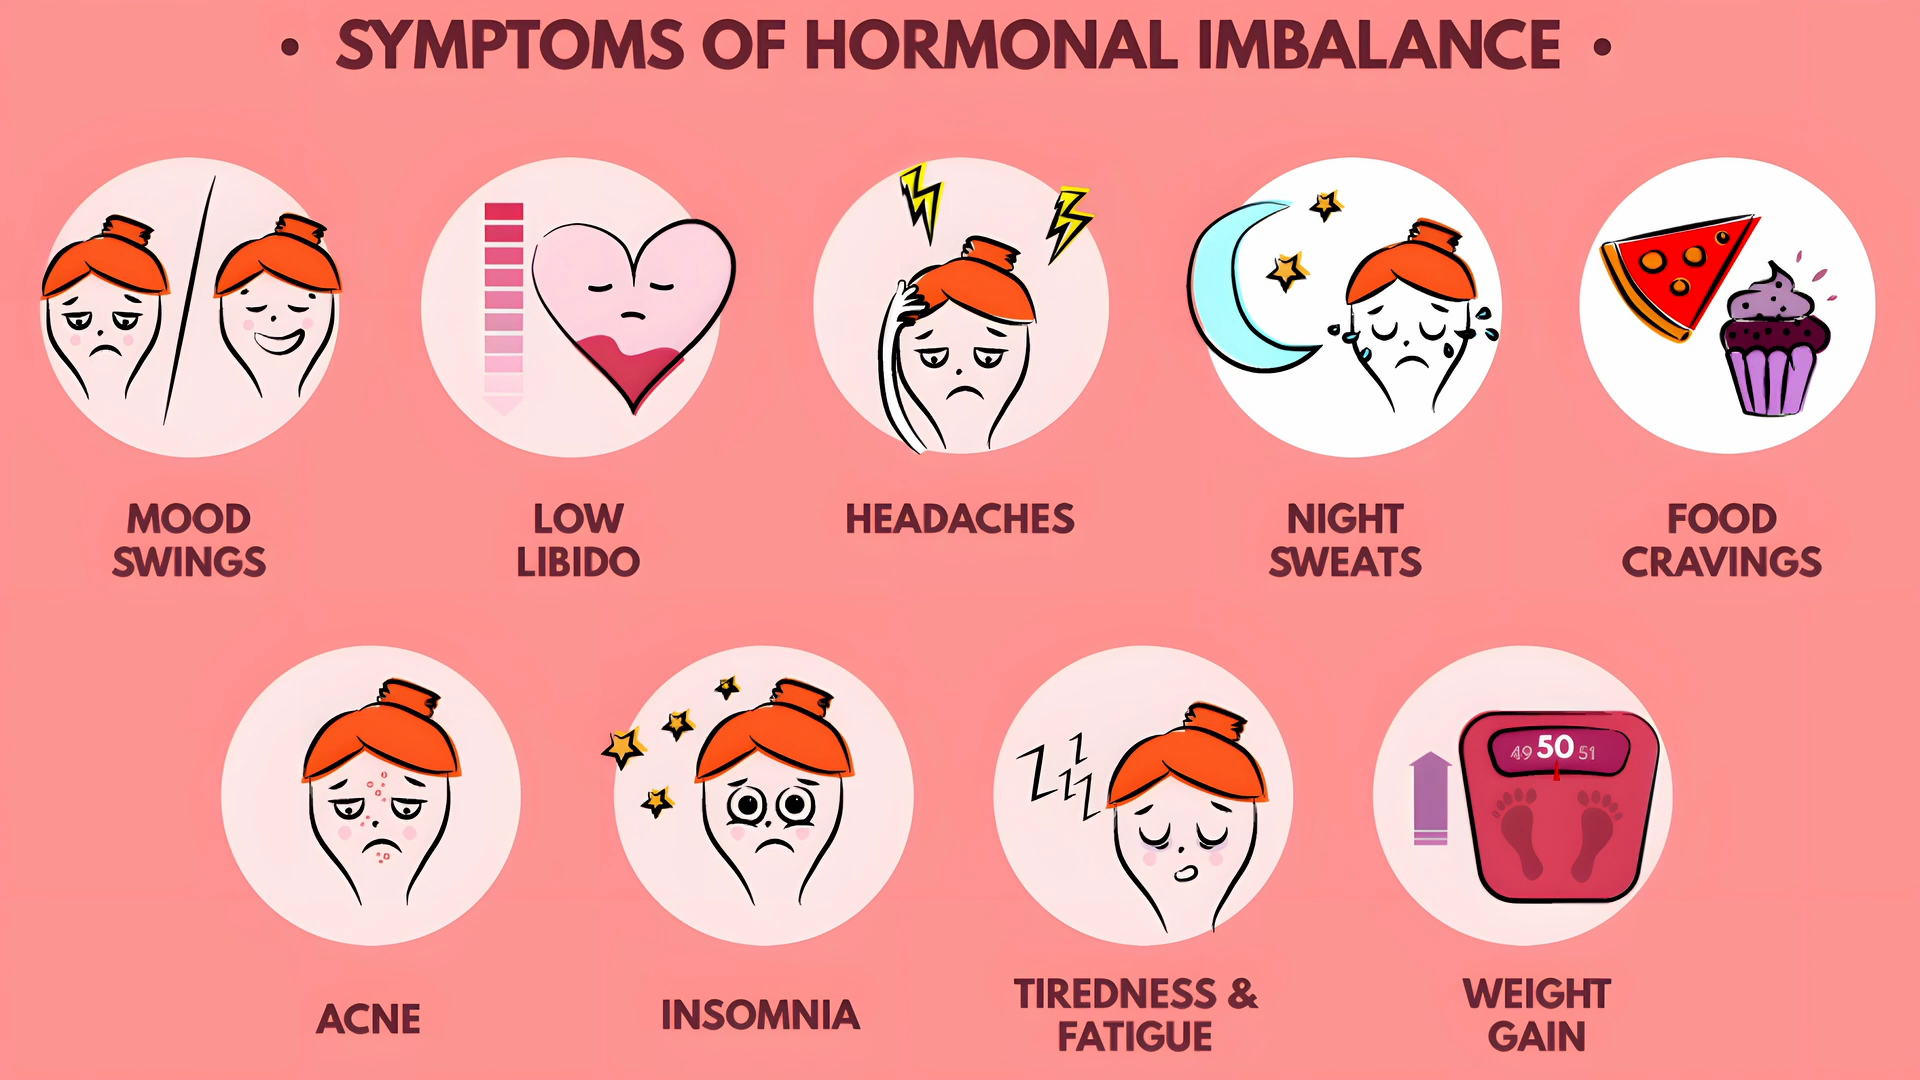 • SYMPTOMS OF HORMONAL IMBALANCE •
MOOD
SWINGS
LOW
LIBIDO
HEADACHES
NIGHT
SWEATS
FOOD
CRAVINGS
ACNE
INSOMNIA
TIREDNESS &
FATIGUE
49 50 51
WEIGHT
GAIN